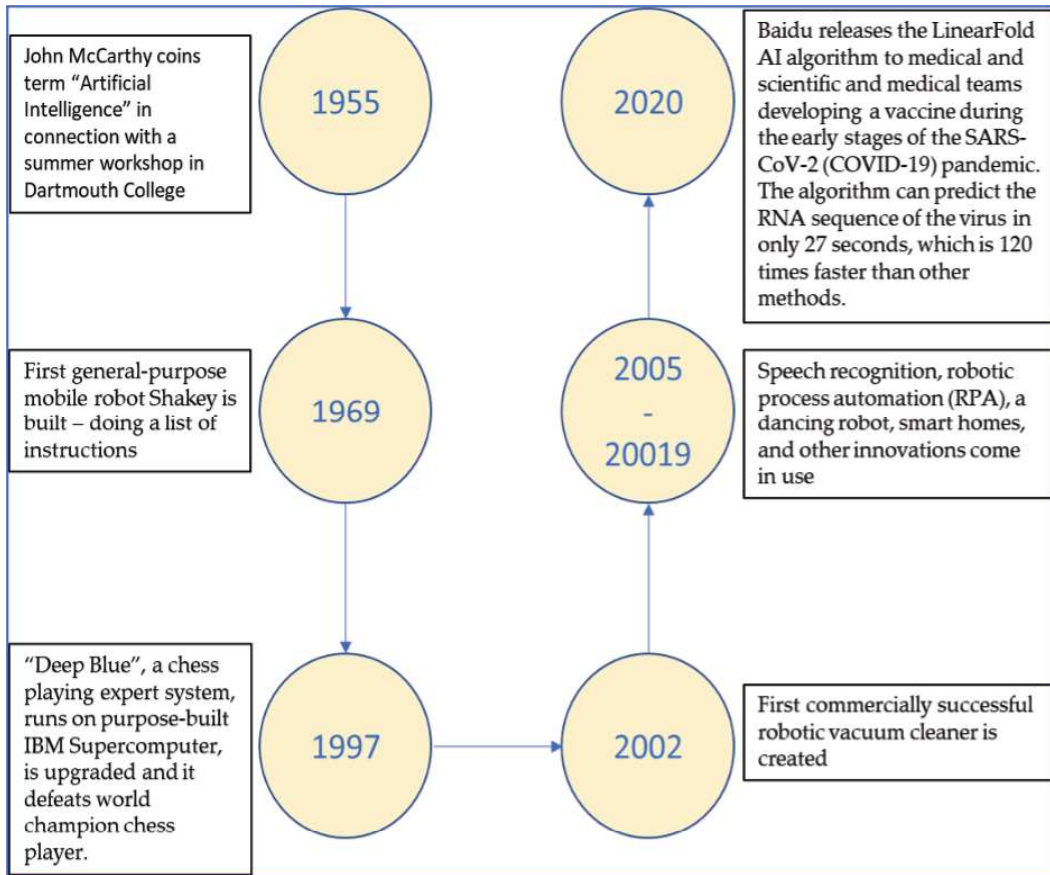 John McCarthy coins
term “Artificial
Intelligence” in
connection with a
summer workshop in
Dartmouth College
1955
First general-purpose
mobile robot Shakey is
built – doing a list of
instructions
1969
“Deep Blue”, a chess
playing expert system,
runs on purpose-built
IBM Supercomputer,
is upgraded and it
defeats world
champion chess
player.
1997
2002
First commercially successful
robotic vacuum cleaner is
created
2005
-
20019
Speech recognition, robotic
process automation (RPA), a
dancing robot, smart homes,
and other innovations come
in use
2020
Baidu releases the LinearFold
AI algorithm to medical and
scientific and medical teams
developing a vaccine during
the early stages of the SARS-
CoV-2 (COVID-19) pandemic.
The algorithm can predict the
RNA sequence of the virus in
only 27 seconds, which is 120
times faster than other
methods.